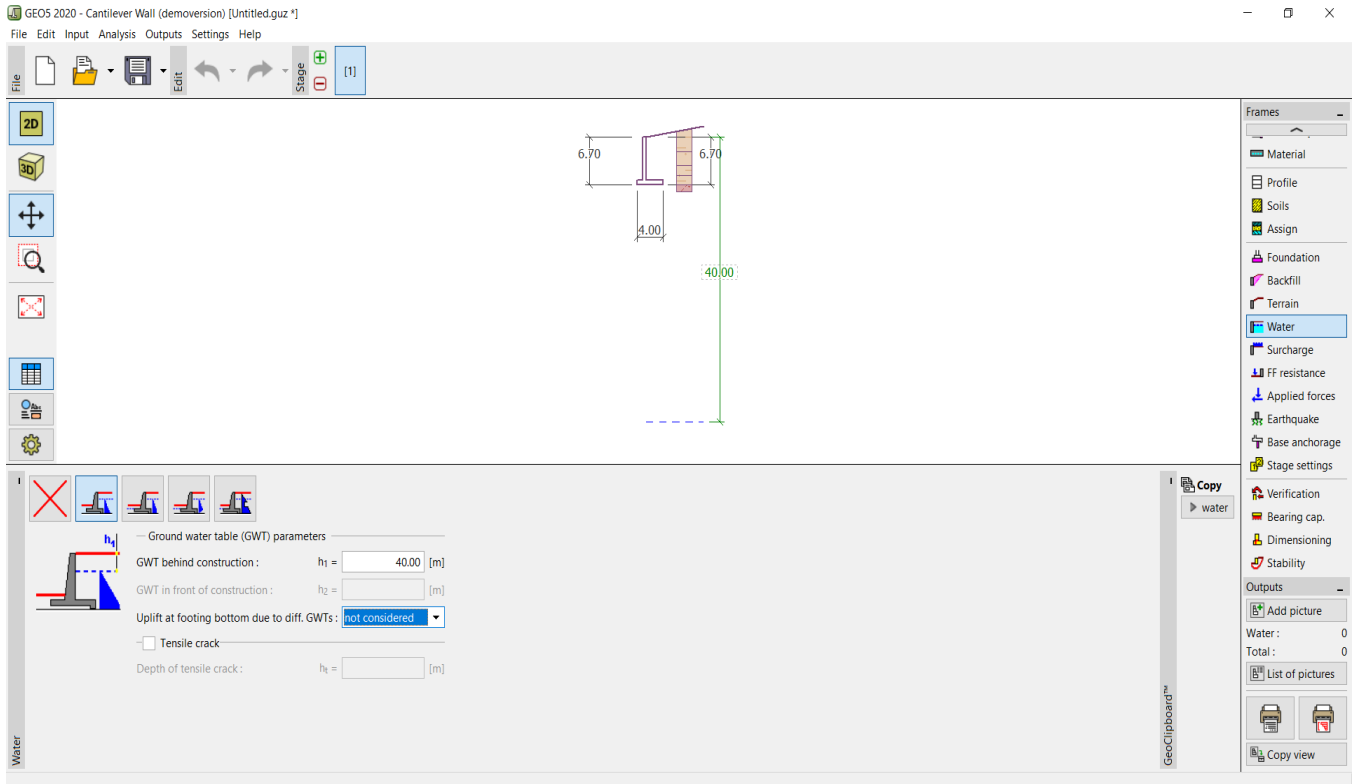 GEO5 2020 - Cantilever Wall (demoversion) [Untitled.guz *]
File Edit Input Analysis Outputs Settings Help
File
Edit
Stage
[1]
2D
3D
6.70
6.70
4.00
40.00
Frames
Material
Profile
Soils
Assign
Foundation
Backfill
Terrain
Water
Surcharge
FF resistance
Applied forces
Earthquake
Base anchorage
Stage settings
Verification
Bearing cap.
Dimensioning
Stability
Outputs
Add picture
Water : 0
Total : 0
List of pictures
Copy view
Water
h1
Ground water table (GWT) parameters
GWT behind construction : h1 = 40.00 [m]
GWT in front of construction : h2 = [m]
Uplift at footing bottom due to diff. GWTs : not considered
Tensile crack
Depth of tensile crack : ht = [m]
GeoClipboard™
Copy
water